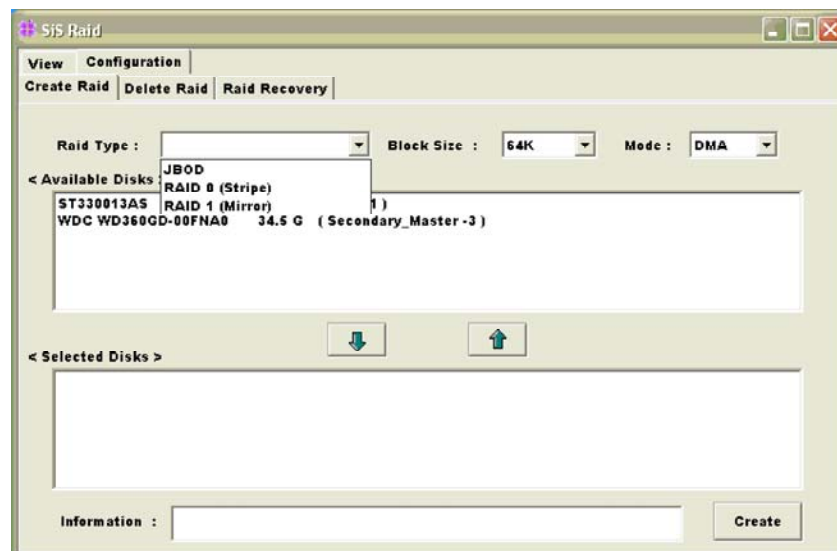 SiS Raid
View Configuration
Create Raid Delete Raid Raid Recovery
Raid Type : Block Size : 64K Mode : DMA
JBOD
RAID 0 (Stripe)
RAID 1 (Mirror)
< Available Disks
ST330013AS 1 )
WDC WD360GD-00FNA0 34.5 G ( Secondary_Master -3 )
< Selected Disks >
Information :
Create